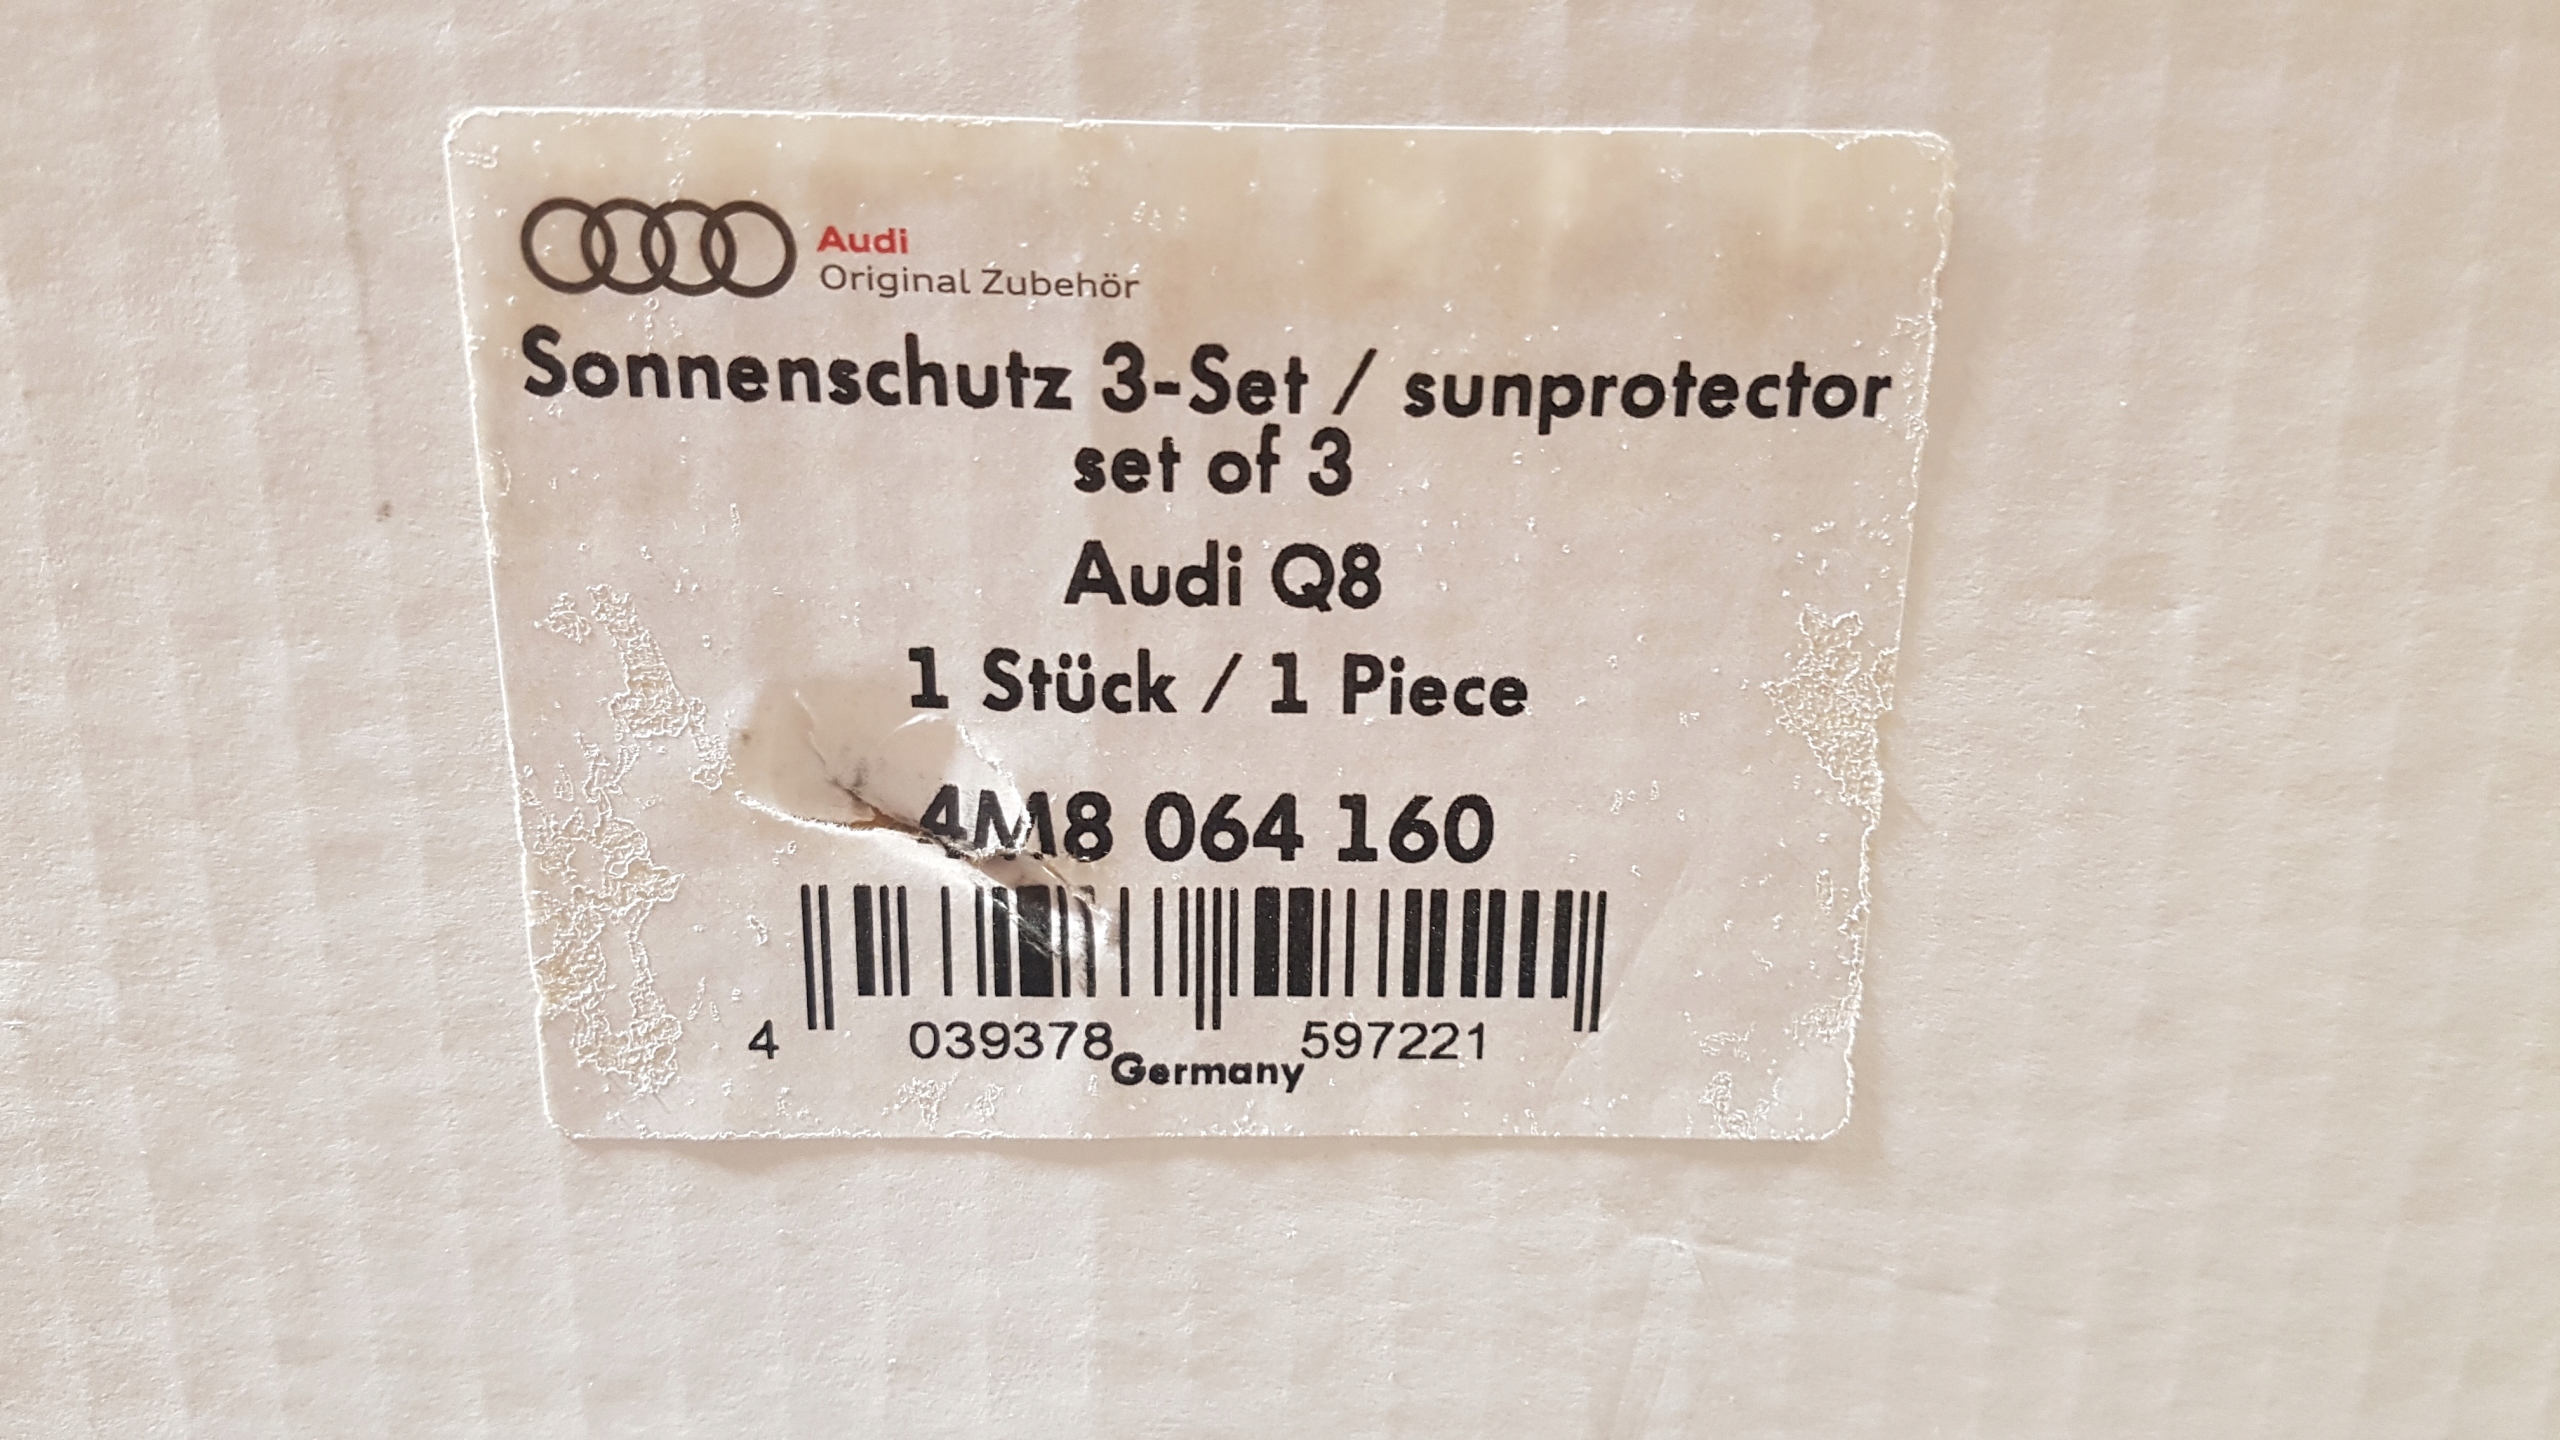 Audi
Original Zubehör
Sonnenschutz 3-Set / sunprotector
set of 3
Audi Q8
1 Stück / 1 Piece
4M8 064 160
4 039378 597221
Germany